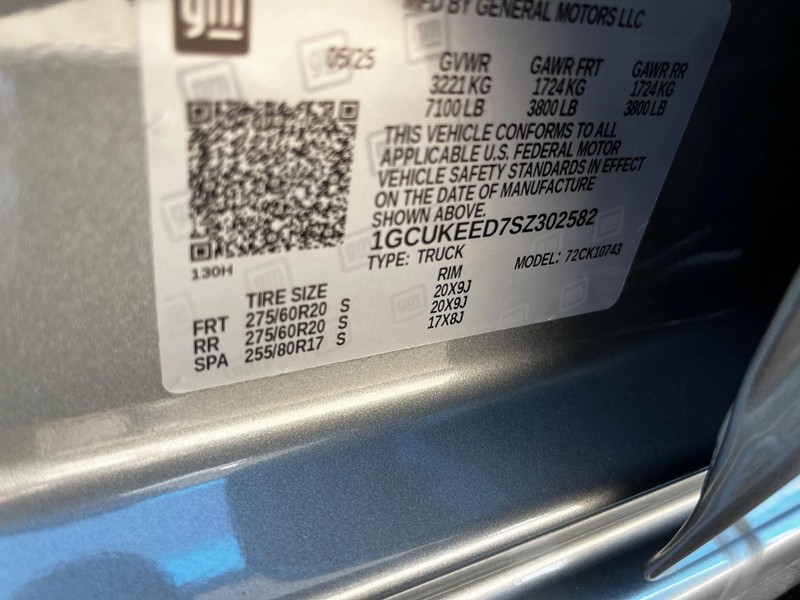 gm
MFD BY GENERAL MOTORS LLC
05/25
GVWR GAWR FRT GAWR RR
3221 KG 1724 KG 1724 KG
7100 LB 3800 LB 3800 LB
THIS VEHICLE CONFORMS TO ALL
APPLICABLE U.S. FEDERAL MOTOR
VEHICLE SAFETY STANDARDS IN EFFECT
ON THE DATE OF MANUFACTURE
SHOWN ABOVE.
1GCUKEED7SZ302582
TYPE: TRUCK MODEL: 72CK10743
130H
TIRE SIZE RIM
FRT 275/60R20 S 20X9J
RR 275/60R20 S 20X9J
SPA 255/80R17 S 17X8J